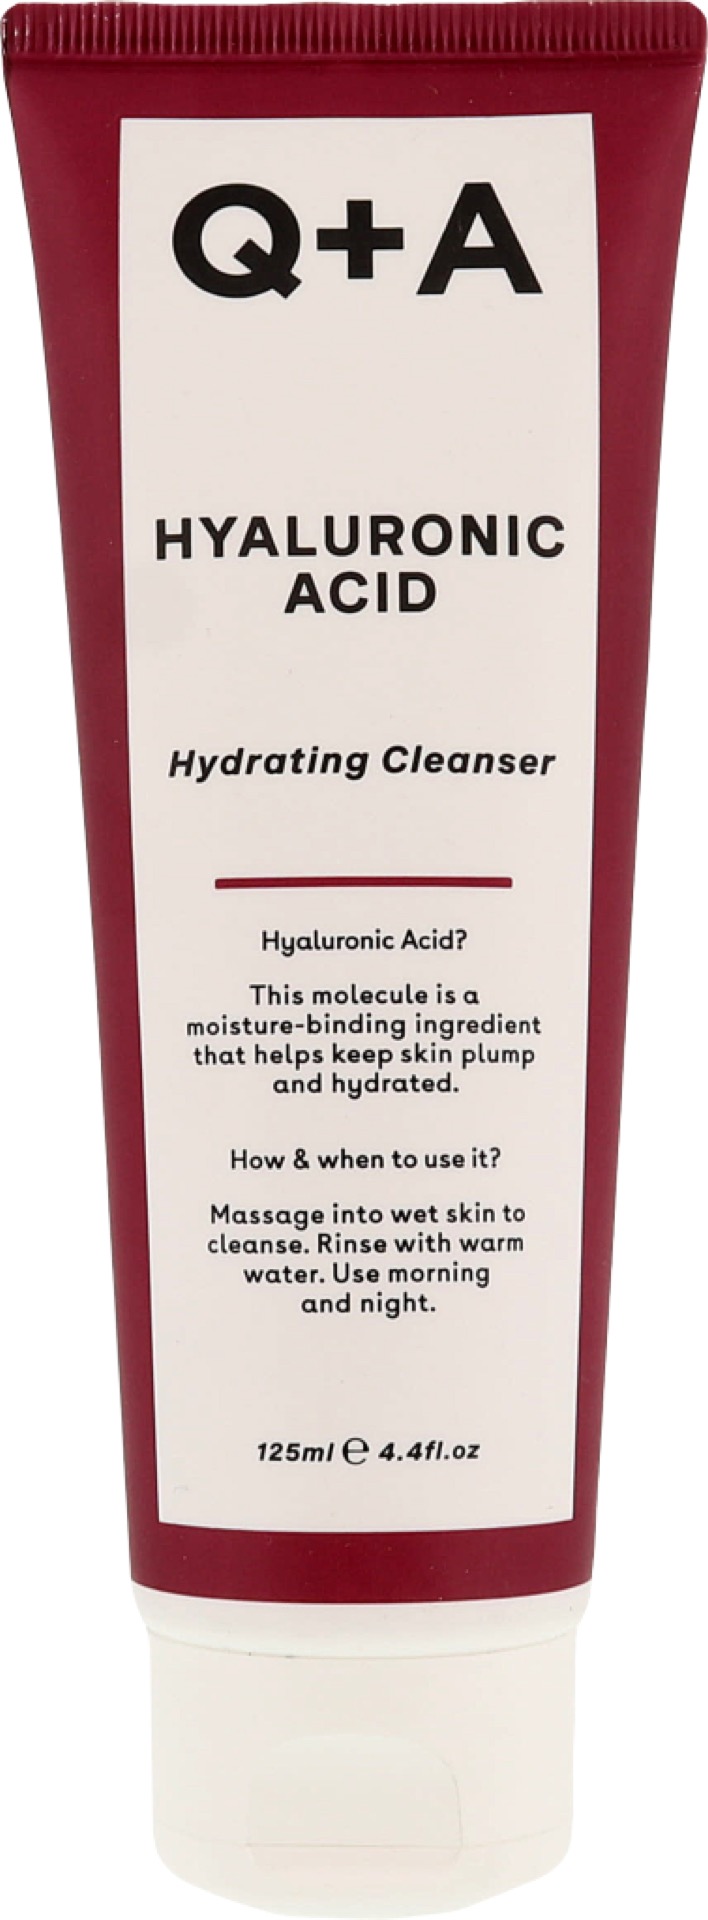 Q+A
HYALURONIC
ACID
Hydrating Cleanser
Hyaluronic Acid?
This molecule is a
moisture-binding ingredient
that helps keep skin plump
and hydrated.
How & when to use it?
Massage into wet skin to
cleanse. Rinse with warm
water. Use morning
and night.
125ml ℮ 4.4fl.oz